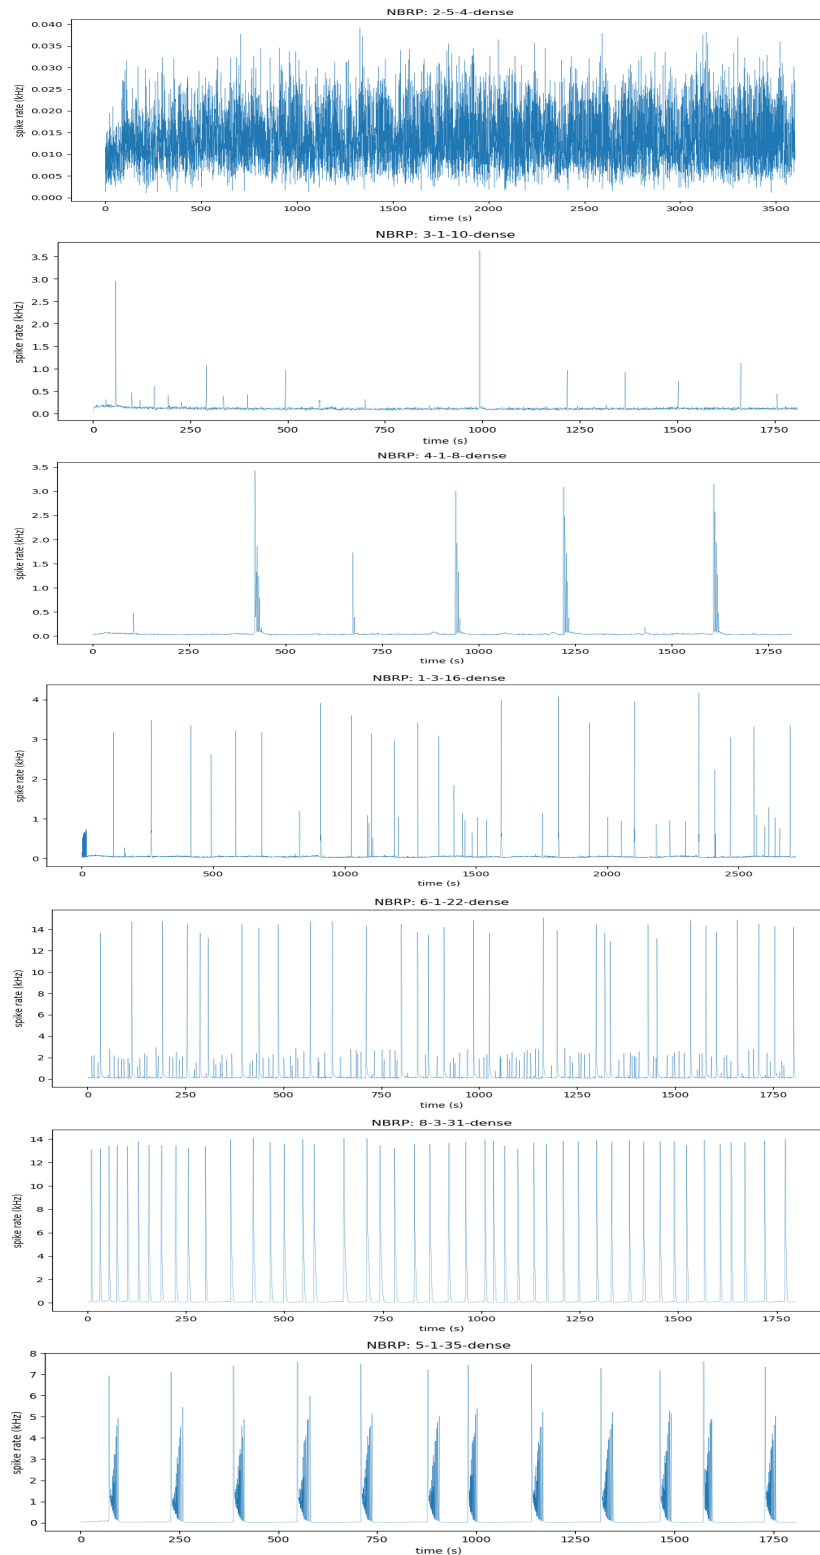 NBRP: 2-5-4-dense
spike rate (kHz)
0.040
0.035
0.030
0.025
0.020
0.015
0.010
0.005
0.000
0 500 1000 1500 2000 2500 3000 3500
time (s)
NBRP: 3-1-10-dense
spike rate (kHz)
3.5
3.0
2.5
2.0
1.5
1.0
0.5
0.0
0 250 500 750 1000 1250 1500 1750
time (s)
NBRP: 4-1-8-dense
spike rate (kHz)
3.5
3.0
2.5
2.0
1.5
1.0
0.5
0.0
0 250 500 750 1000 1250 1500 1750
time (s)
NBRP: 1-3-16-dense
spike rate (kHz)
4
3
2
1
0
0 500 1000 1500 2000 2500
time (s)
NBRP: 6-1-22-dense
spike rate (kHz)
14
12
10
8
6
4
2
0
0 250 500 750 1000 1250 1500 1750
time (s)
NBRP: 8-3-31-dense
spike rate (kHz)
14
12
10
8
6
4
2
0
0 250 500 750 1000 1250 1500 1750
time (s)
NBRP: 5-1-35-dense
spike rate (kHz)
8
7
6
5
4
3
2
1
0
0 250 500 750 1000 1250 1500 1750
time (s)